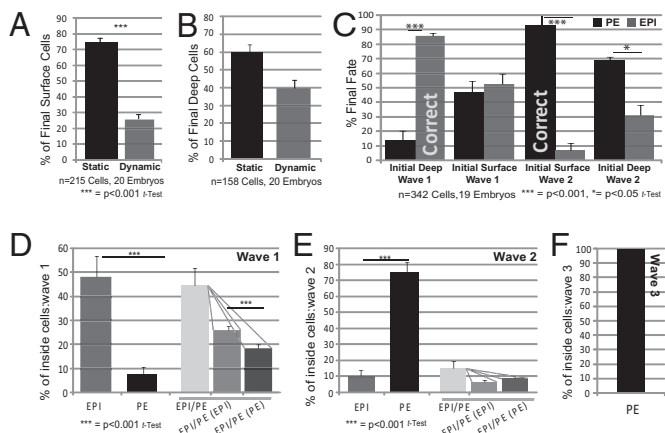 A
% of Final Surface Cells
80
70
60
50
40
30
20
10
0
***
Static Dynamic
n=215 Cells, 20 Embryos
*** = p<0.001 t-Test
B
% of Final Deep Cells
80
70
60
50
40
30
20
10
0
Static Dynamic
n=158 Cells, 20 Embryos
C
PE EPI
% Final Fate
100
90
80
70
60
50
40
30
20
10
0
***
Correct
Correct
***
*
Initial Deep Initial Surface Initial Surface Initial Deep
Wave 1 Wave 1 Wave 2 Wave 2
n=342 Cells,19 Embryos *** = p<0.001, *= p<0.05 t-Test
D
% of inside cells:wave 1
60
50
40
30
20
10
0
***
Wave 1
***
EPI PE EPI/PE EPI/PE (EPI) EPI/PE (PE)
*** = p<0.001 t-Test
E
% of inside cells:wave 2
90
80
70
60
50
40
30
20
10
0
***
Wave 2
EPI PE EPI/PE EPI/PE (EPI) EPI/PE (PE)
*** = p<0.001 t-Test
F
% of inside cells:wave 3
100
90
80
70
60
50
40
30
20
10
0
Wave 3
PE